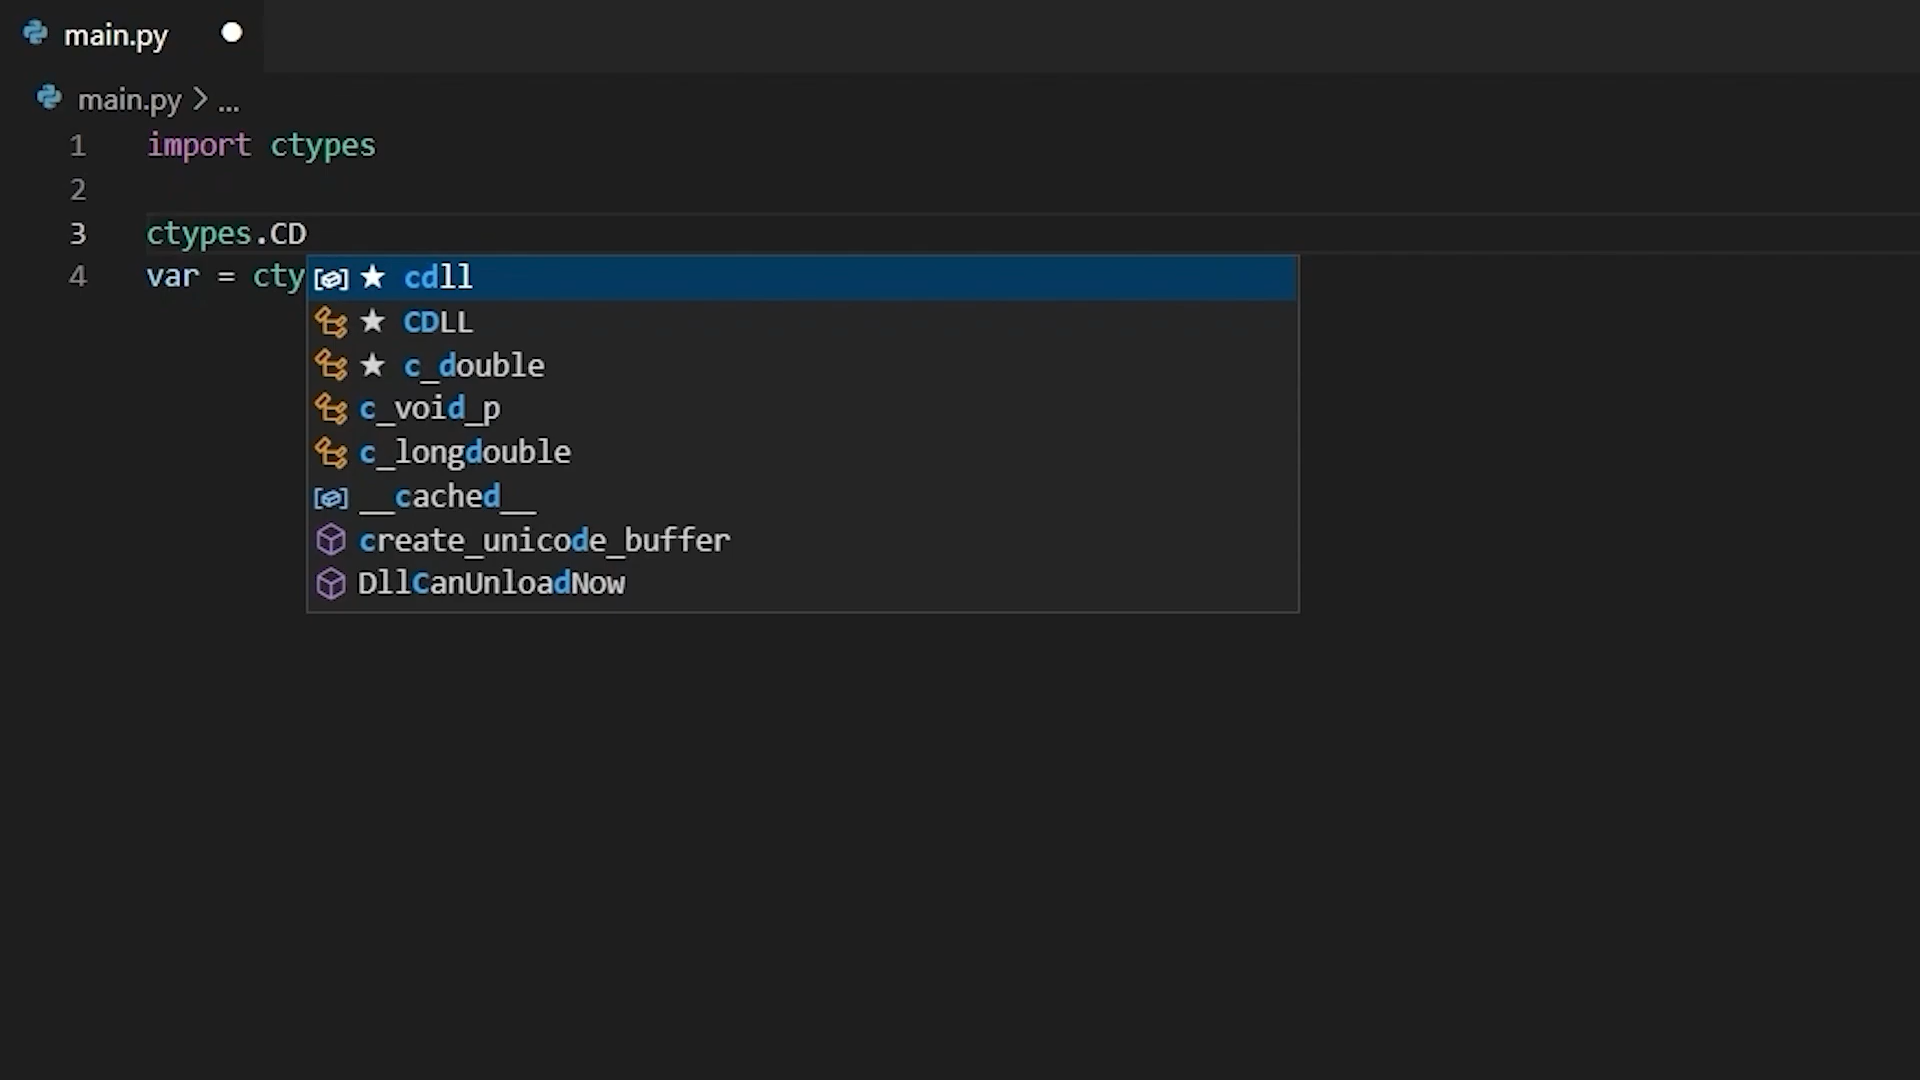 main.py
main.py > ...
1 import ctypes
2
3 ctypes.CD
4 var = cty
★ cdll
★ CDLL
★ c_double
c_void_p
c_longdouble
__cached__
create_unicode_buffer
DllCanUnloadNow